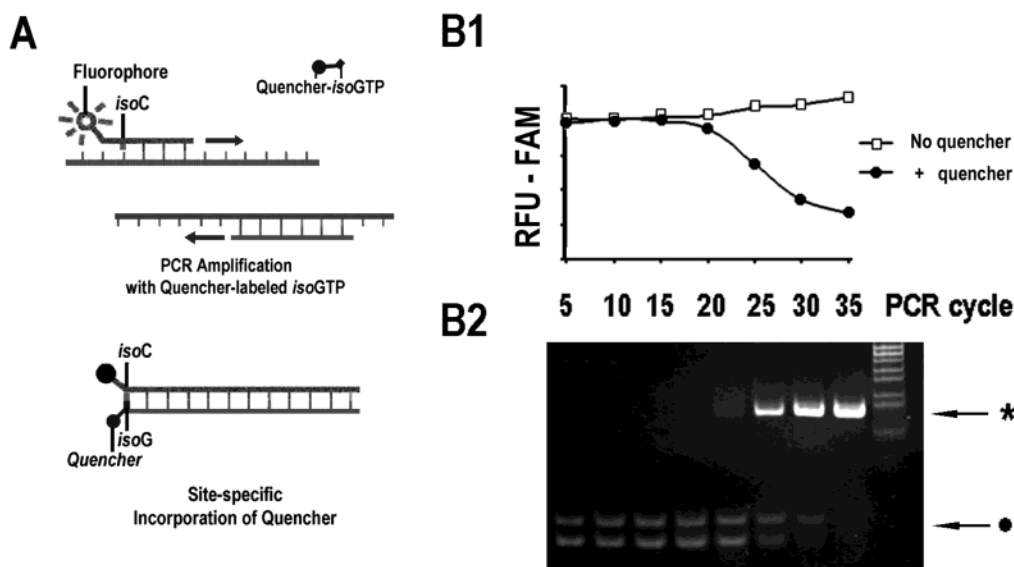 A
Fluorophore
isoC
Quencher-isoGTP
PCR Amplification
with Quencher-labeled isoGTP
isoC
isoG
Quencher
Site-specific
Incorporation of Quencher
B1
RFU - FAM
No quencher
+ quencher
B2
5 10 15 20 25 30 35 PCR cycle
*